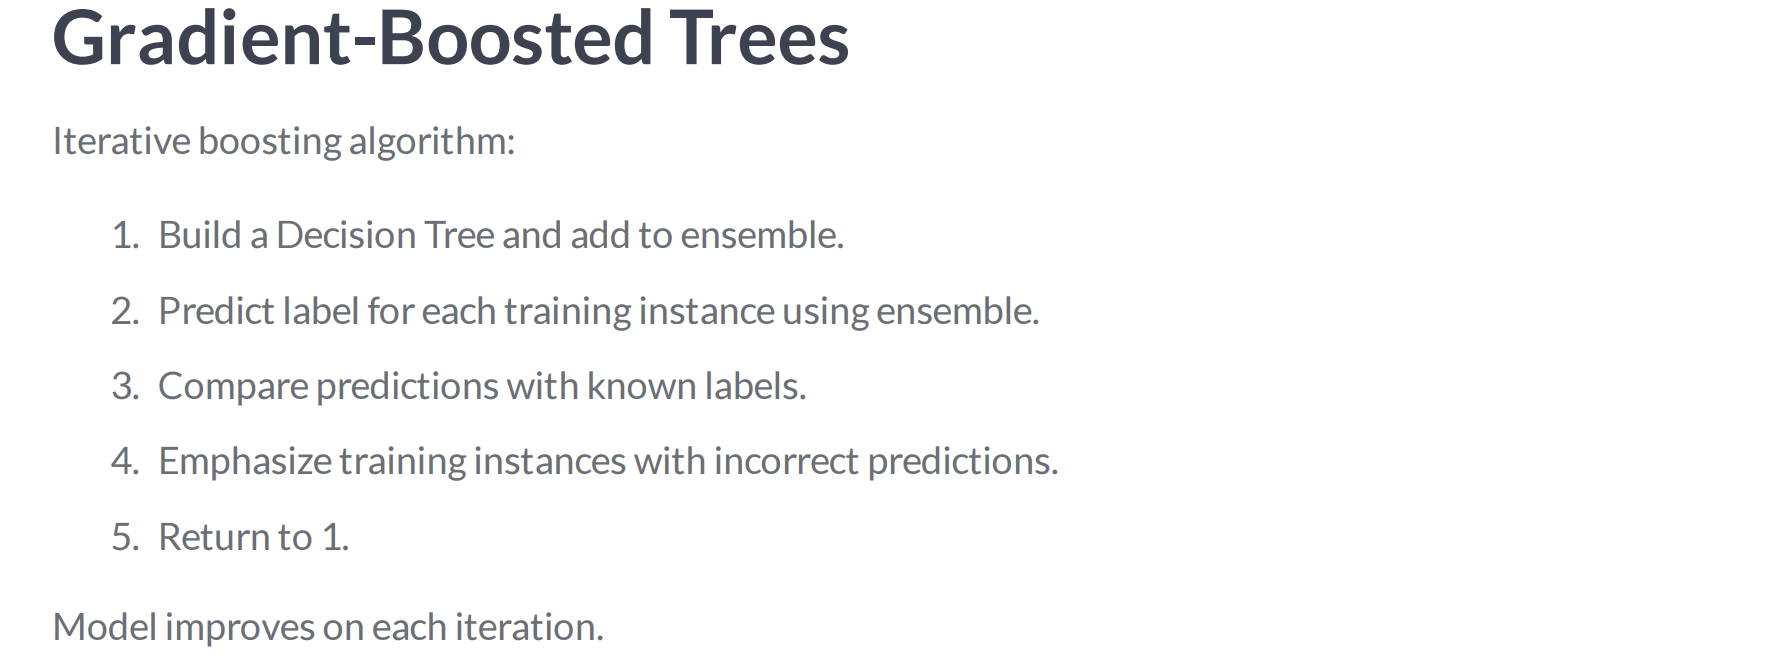 Gradient-Boosted Trees
Iterative boosting algorithm:
1. Build a Decision Tree and add to ensemble.
2. Predict label for each training instance using ensemble.
3. Compare predictions with known labels.
4. Emphasize training instances with incorrect predictions.
5. Return to 1.
Model improves on each iteration.